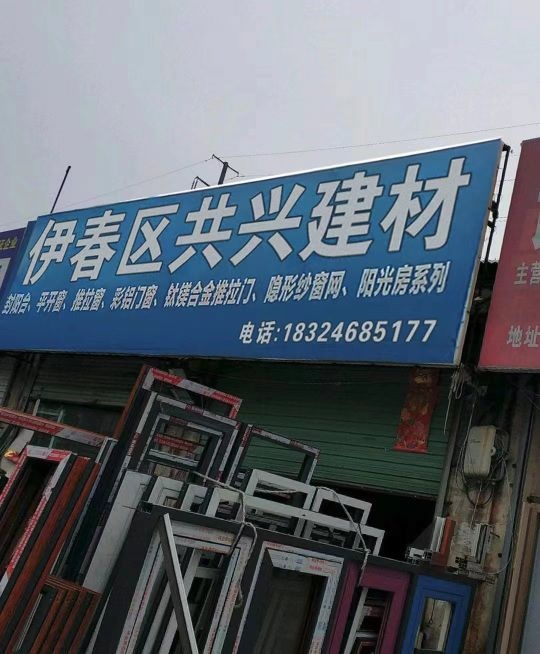 伊春区共兴建材
封阳台、平开窗、推拉窗、彩铝门窗、钛镁合金推拉门、隐形纱窗网、阳光房系列
电话:18324685177
企业
主营
地址